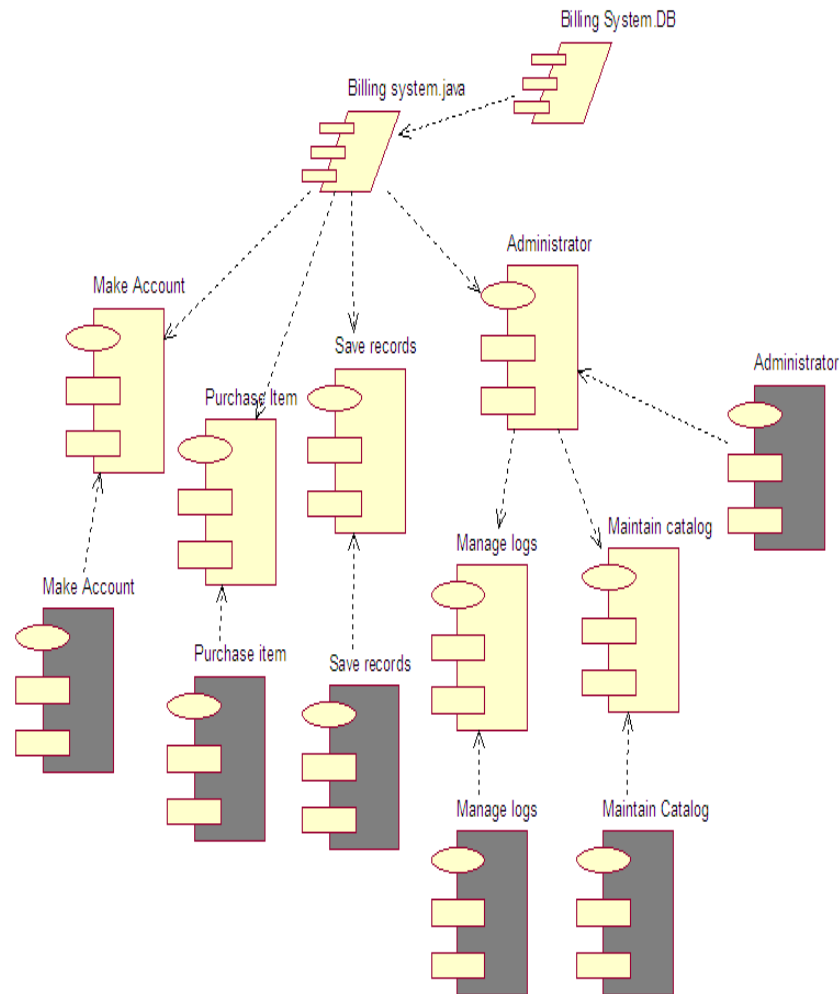 Billing System.DB
Billing system.java
Administrator
Make Account
Save records
Administrator
Purchase Item
Manage logs
Maintain catalog
Make Account
Purchase item
Save records
Manage logs
Maintain Catalog